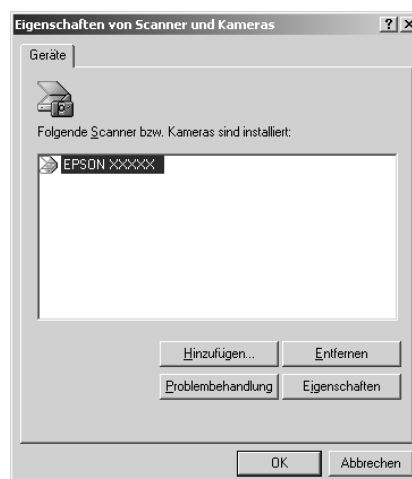 Eigenschaften von Scanner und Kameras
Geräte
Folgende Scanner bzw. Kameras sind installiert:
EPSON XXXXX
Hinzufügen... Entfernen
Problembehandlung Eigenschaften
OK Abbrechen